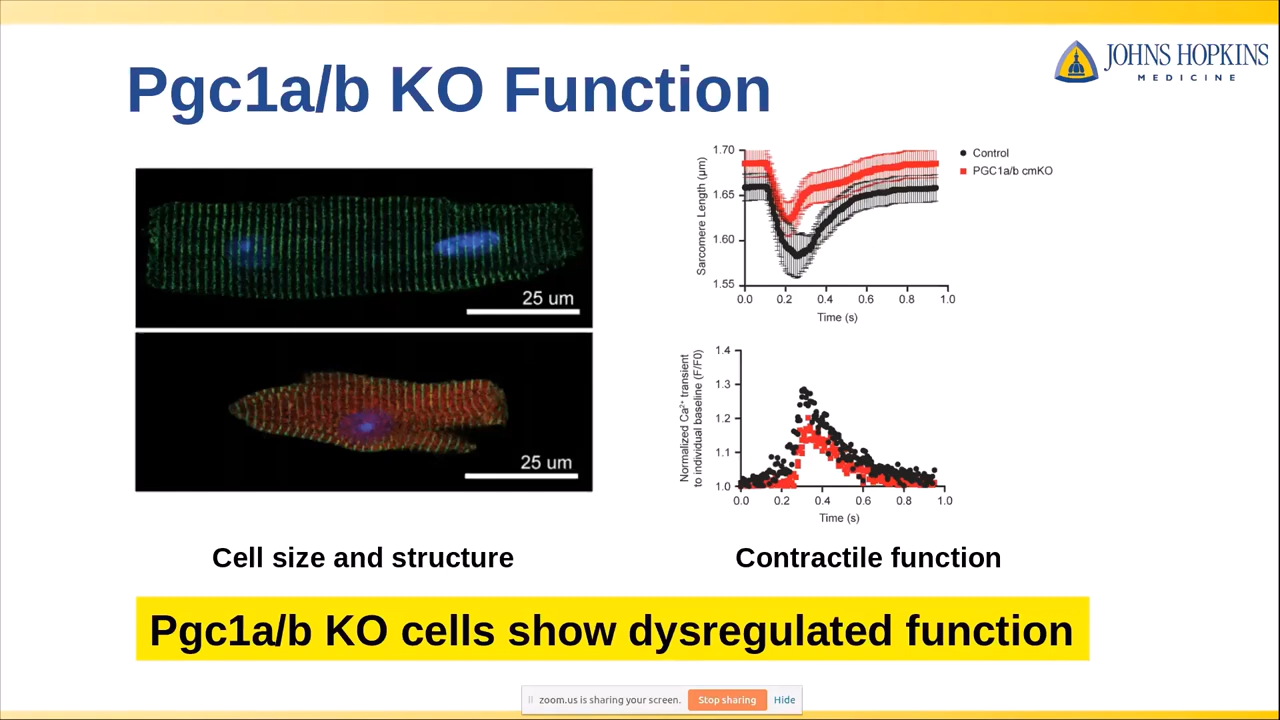 JOHNS HOPKINS
MEDICINE
Pgc1a/b KO Function
25 um
25 um
1.70
1.65
1.60
1.55
Sarcomere Length (μm)
0.0 0.2 0.4 0.6 0.8 1.0
Time (s)
Control
PGC1a/b cmKO
1.4
1.3
1.2
1.1
1.0
Normalized Ca²⁺ transient
to individual baseline (F/F0)
0.0 0.2 0.4 0.6 0.8 1.0
Time (s)
Cell size and structure
Contractile function
Pgc1a/b KO cells show dysregulated function
zoom.us is sharing your screen. Stop sharing Hide